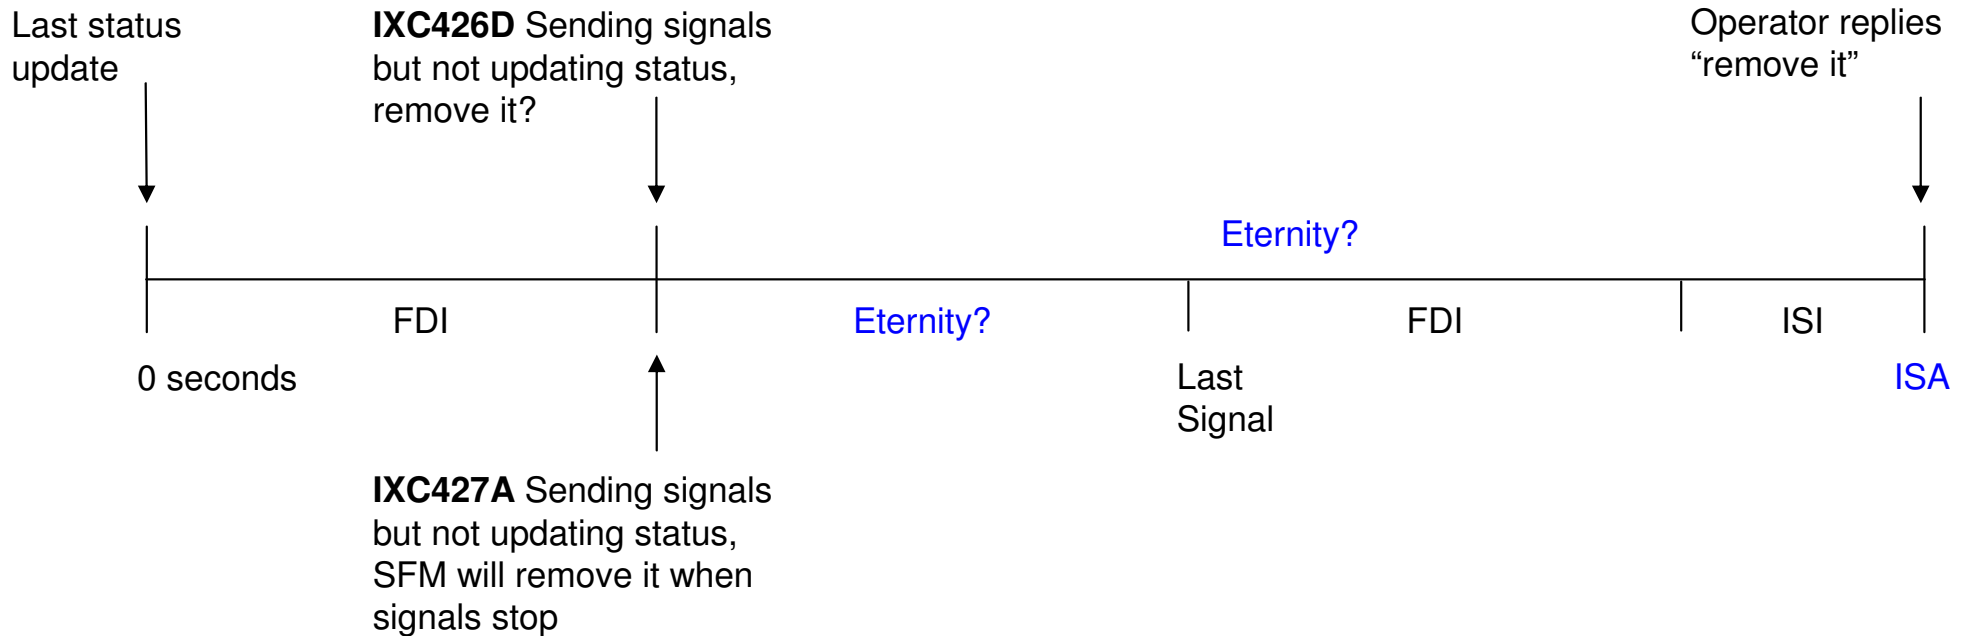 Last status
update
IXC426D Sending signals
but not updating status,
remove it?
Operator replies
“remove it”
Eternity?
FDI
Eternity?
FDI
ISI
0 seconds
Last
Signal
ISA
IXC427A Sending signals
but not updating status,
SFM will remove it when
signals stop